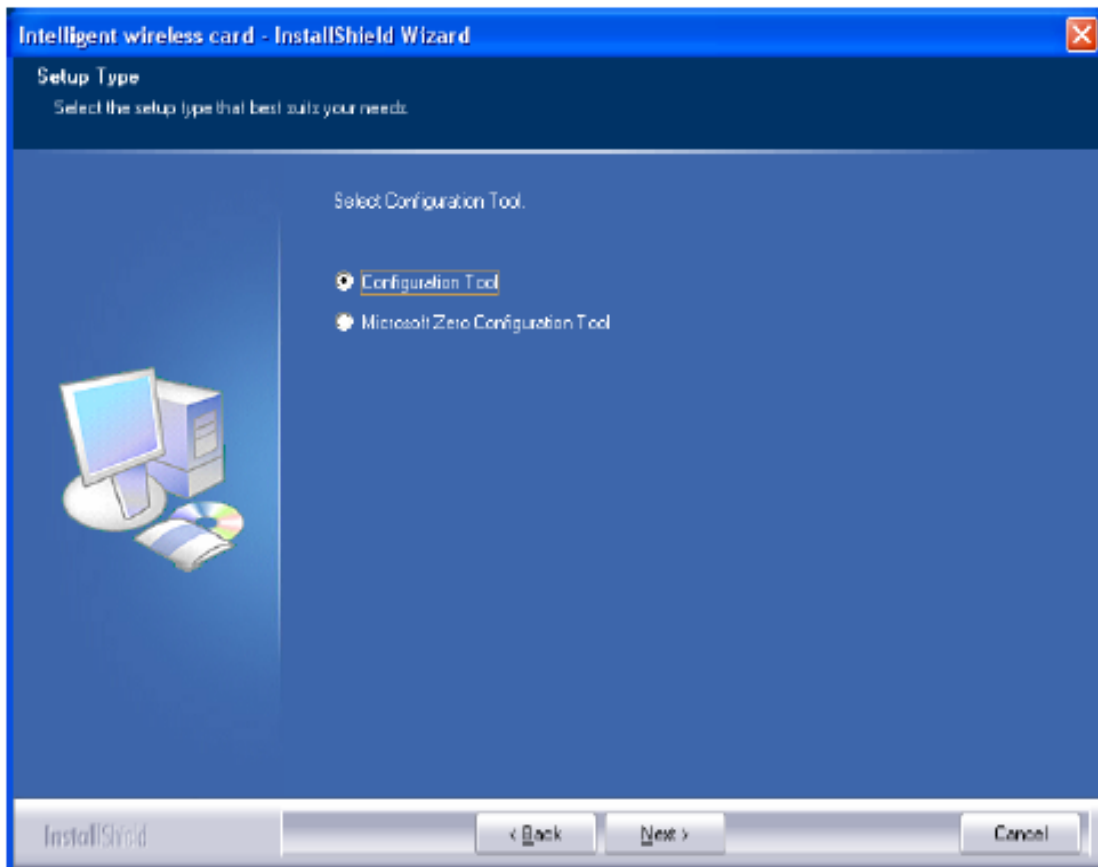 Intelligent wireless card - InstallShield Wizard
Setup Type
Select the setup type that best suits your needs.
Select Configuration Tool.
Configuration Tool
Microsoft Zero Configuration Tool
InstallShield
< Back
Next >
Cancel